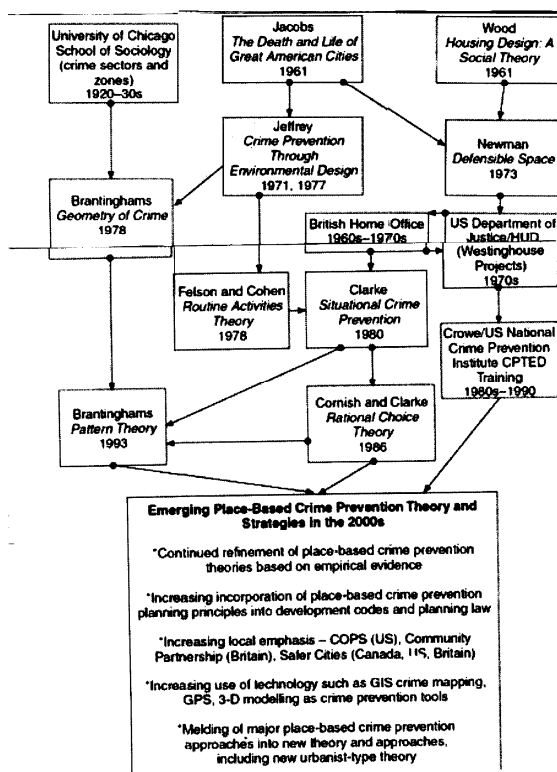 University of Chicago
School of Sociology
(crime sectors and
zones)
1920–30s
Jacobs
The Death and Life of
Great American Cities
1961
Wood
Housing Design: A
Social Theory
1961
Jeffrey
Crime Prevention
Through
Environmental Design
1971, 1977
Newman
Defensible Space
1973
Brantinghams
Geometry of Crime
1978
British Home Office
1960s–1970s
US Department of
Justice/HUD
(Westinghouse
Projects)
1970s
Felson and Cohen
Routine Activities
Theory
1978
Clarke
Situational Crime
Prevention
1980
Crowe/US National
Crime Prevention
Institute CPTED
Training
1980s–1990
Brantinghams
Pattern Theory
1993
Cornish and Clarke
Rational Choice
Theory
1986
Emerging Place-Based Crime Prevention Theory and
Strategies in the 2000s
*Continued refinement of place-based crime prevention
theories based on empirical evidence
*Increasing incorporation of place-based crime prevention
planning principles into development codes and planning law
*Increasing local emphasis – COPS (US), Community
Partnership (Britain), Safer Cities (Canada, US, Britain)
*Increasing use of technology such as GIS crime mapping,
GPS, 3-D modelling as crime prevention tools
*Melding of major place-based crime prevention
approaches into new theory and approaches,
including new urbanist-type theory